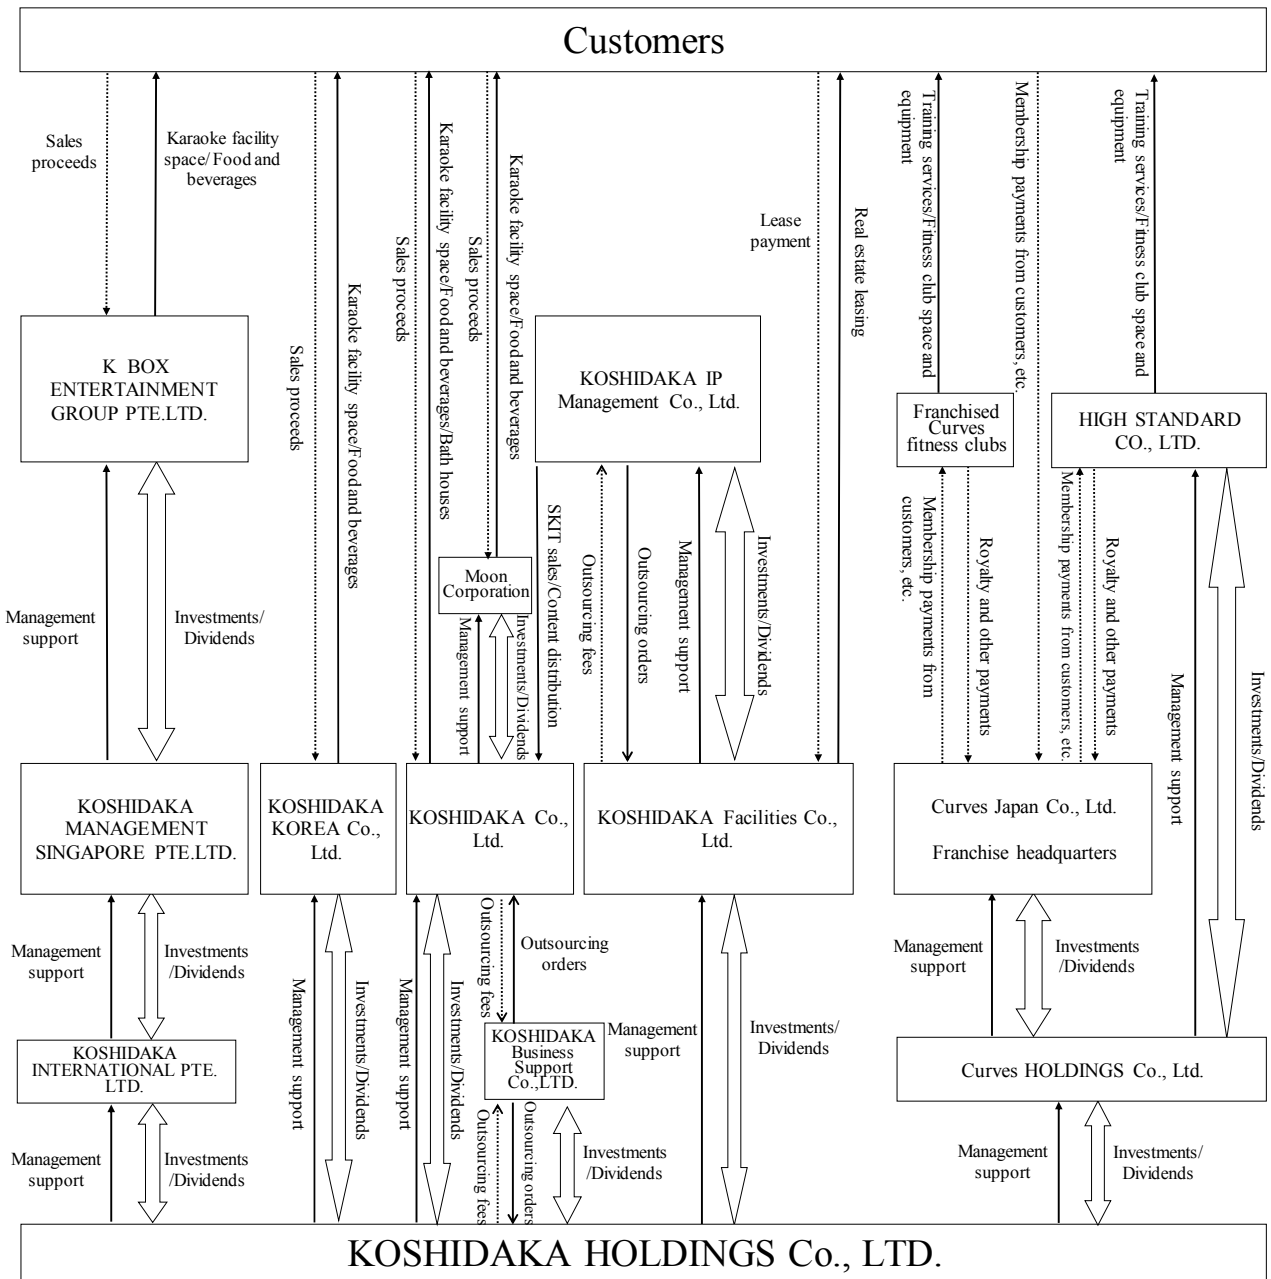 Customers
Sales
proceeds
Karaoke facility
space/ Food and
beverages
Sales proceeds
Karaoke facility space/Food and beverages
Sales proceeds
Karaoke facility space/Food and beverages/Bath houses
Sales proceeds
Karaoke facility space/Food and beverages
Lease
payment
Real estate leasing
Training services/Fitness club space and
equipment
Membership payments from customers, etc.
Training services/Fitness club space and
equipment
K BOX
ENTERTAINMENT
GROUP PTE.LTD.
KOSHIDAKA IP
Management Co., Ltd.
Franchised
Curves
fitness clubs
HIGH STANDARD
CO., LTD.
Management
support
Investments/
Dividends
Moon
Corporation
Management support
Investments/Dividends
SKIT sales/Content distribution
Outsourcing fees
Outsourcing orders
Management support
Investments/Dividends
Membership payments from
customers, etc.
Royalty and other payments
Membership payments from customers, etc.
Royalty and other payments
Management support
Investments/Dividends
KOSHIDAKA
MANAGEMENT
SINGAPORE PTE.LTD.
KOSHIDAKA
KOREA Co.,
Ltd.
KOSHIDAKA Co.,
Ltd.
KOSHIDAKA Facilities Co.,
Ltd.
Curves Japan Co., Ltd.
Franchise headquarters
Management
support
Investments
/Dividends
Management support
Investments/Dividends
Management support
Investments/Dividends
Outsourcing fees
Outsourcing
orders
Management
support
Investments/
Dividends
Management
support
Investments
/Dividends
KOSHIDAKA
INTERNATIONAL PTE.
LTD.
KOSHIDAKA
Business
Support
Co.,LTD.
Curves HOLDINGS Co., Ltd.
Management
support
Investments
/Dividends
Outsourcing fees
Outsourcing orders
Investments
/Dividends
Management
support
Investments/
Dividends
KOSHIDAKA HOLDINGS Co., LTD.